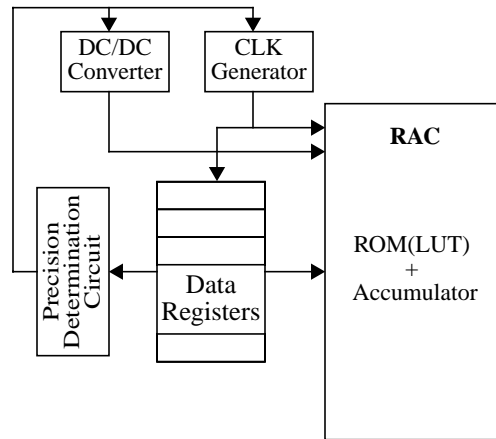 DC/DC
Converter
CLK
Generator
RAC
ROM(LUT)
+
Accumulator
Precision
Determination
Circuit
Data
Registers